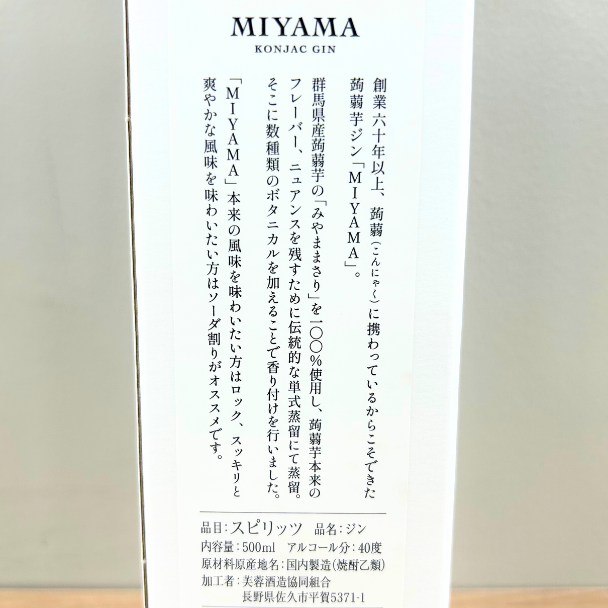 MIYAMA
KONJAC GIN
創業六十年以上、蒟蒻（こんにゃく）に携わっているからこそできた
蒟蒻芋ジン「MIYAMA」。
群馬県産蒟蒻芋の「みやままさり」を一〇〇％使用し、蒟蒻芋本来の
フレーバー、ニュアンスを残すために伝統的な単式蒸留にて蒸留。
そこに数種類のボタニカルを加えることで香り付けを行いました。
「MIYAMA」本来の風味を味わいたい方はロック、スッキリと
爽やかな風味を味わいたい方はソーダ割りがオススメです。
品目：スピリッツ　品名：ジン
内容量：500ml　アルコール分：40度
原材料原産地名：国内製造（焼酎乙類）
加工者：芙蓉酒造協同組合
長野県佐久市平賀5371-1